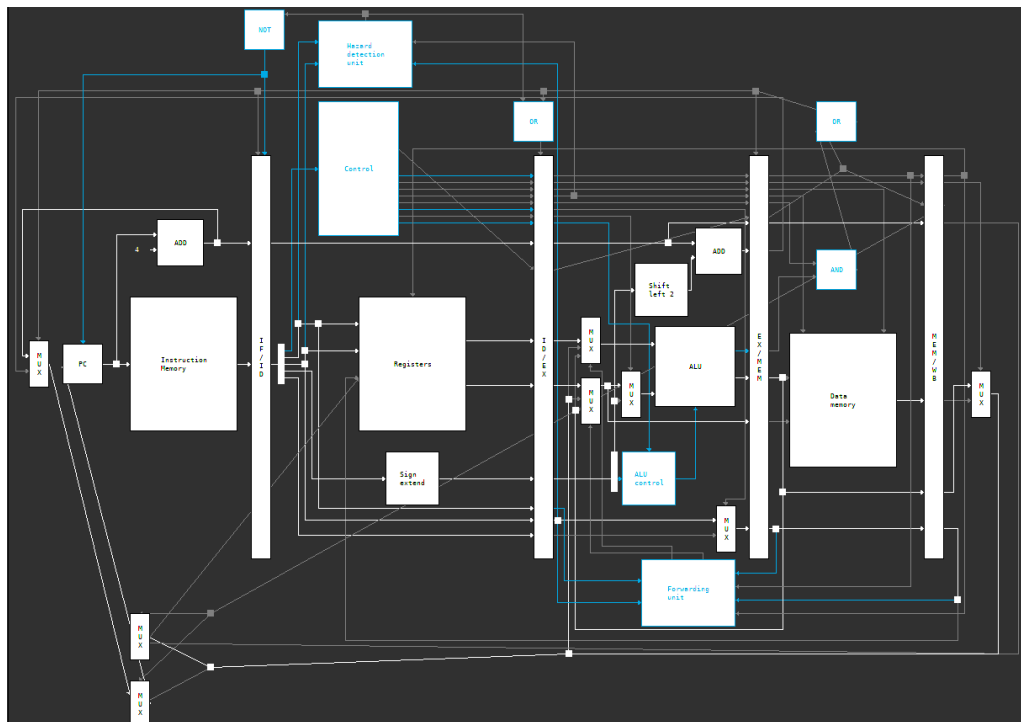 NOT
Hazard
detection
unit
OR
OR
Control
ADD
4
ADD
AND
Shift
left 2
IF/ID
ID/EX
EX/MEM
MEM/WB
MUX
PC
Instruction
Memory
Registers
MUX
MUX
MUX
ALU
Data
memory
MUX
Sign
extend
ALU
control
MUX
Forwarding
unit
MUX
MUX